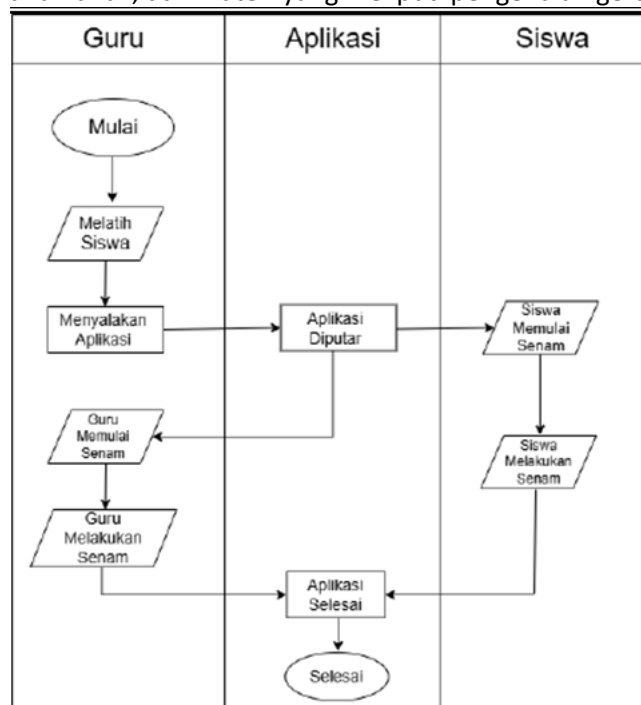 Guru
Aplikasi
Siswa
Mulai
Melatih
Siswa
Menyalakan
Aplikasi
Aplikasi
Diputar
Siswa
Memulai
Senam
Guru
Memulai
Senam
Siswa
Melakukan
Senam
Guru
Melakukan
Senam
Aplikasi
Selesai
Selesai